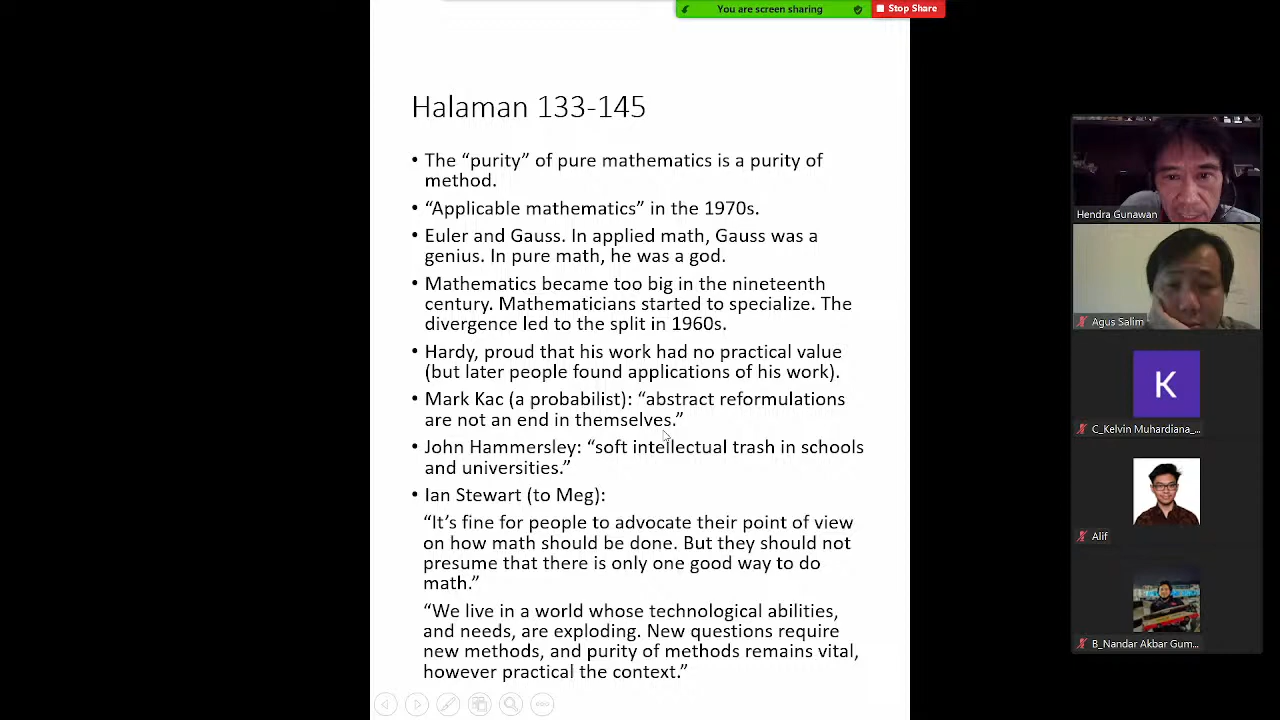 You are screen sharing
Stop Share
Halaman 133-145
• The “purity” of pure mathematics is a purity of
method.
• “Applicable mathematics” in the 1970s.
• Euler and Gauss. In applied math, Gauss was a
genius. In pure math, he was a god.
• Mathematics became too big in the nineteenth
century. Mathematicians started to specialize. The
divergence led to the split in 1960s.
• Hardy, proud that his work had no practical value
(but later people found applications of his work).
• Mark Kac (a probabilist): “abstract reformulations
are not an end in themselves.”
• John Hammersley: “soft intellectual trash in schools
and universities.”
• Ian Stewart (to Meg):
“It’s fine for people to advocate their point of view
on how math should be done. But they should not
presume that there is only one good way to do
math.”
“We live in a world whose technological abilities,
and needs, are exploding. New questions require
new methods, and purity of methods remains vital,
however practical the context.”
Hendra Gunawan
Agus Salim
K
C_Kelvin Muhardiana_...
Alif
B_Nandar Akbar Gum...